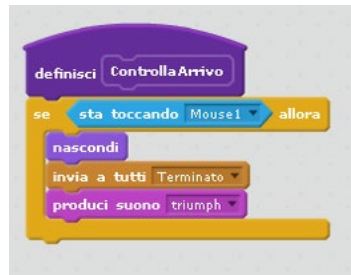 definisci ControllaArrivo
se sta toccando Mouse1 allora
nascondi
invia a tutti Terminato
produci suono triumph